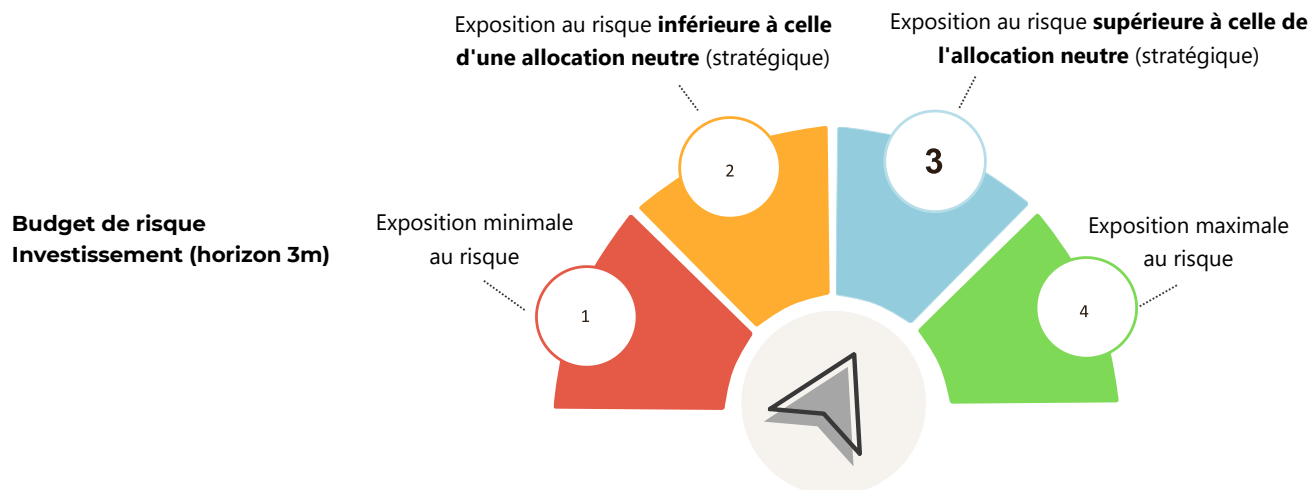 Exposition au risque inférieure à celle
d'une allocation neutre (stratégique)
Exposition au risque supérieure à celle de
l'allocation neutre (stratégique)
2
3
Budget de risque
Investissement (horizon 3m)
Exposition minimale
au risque
Exposition maximale
au risque
1
4